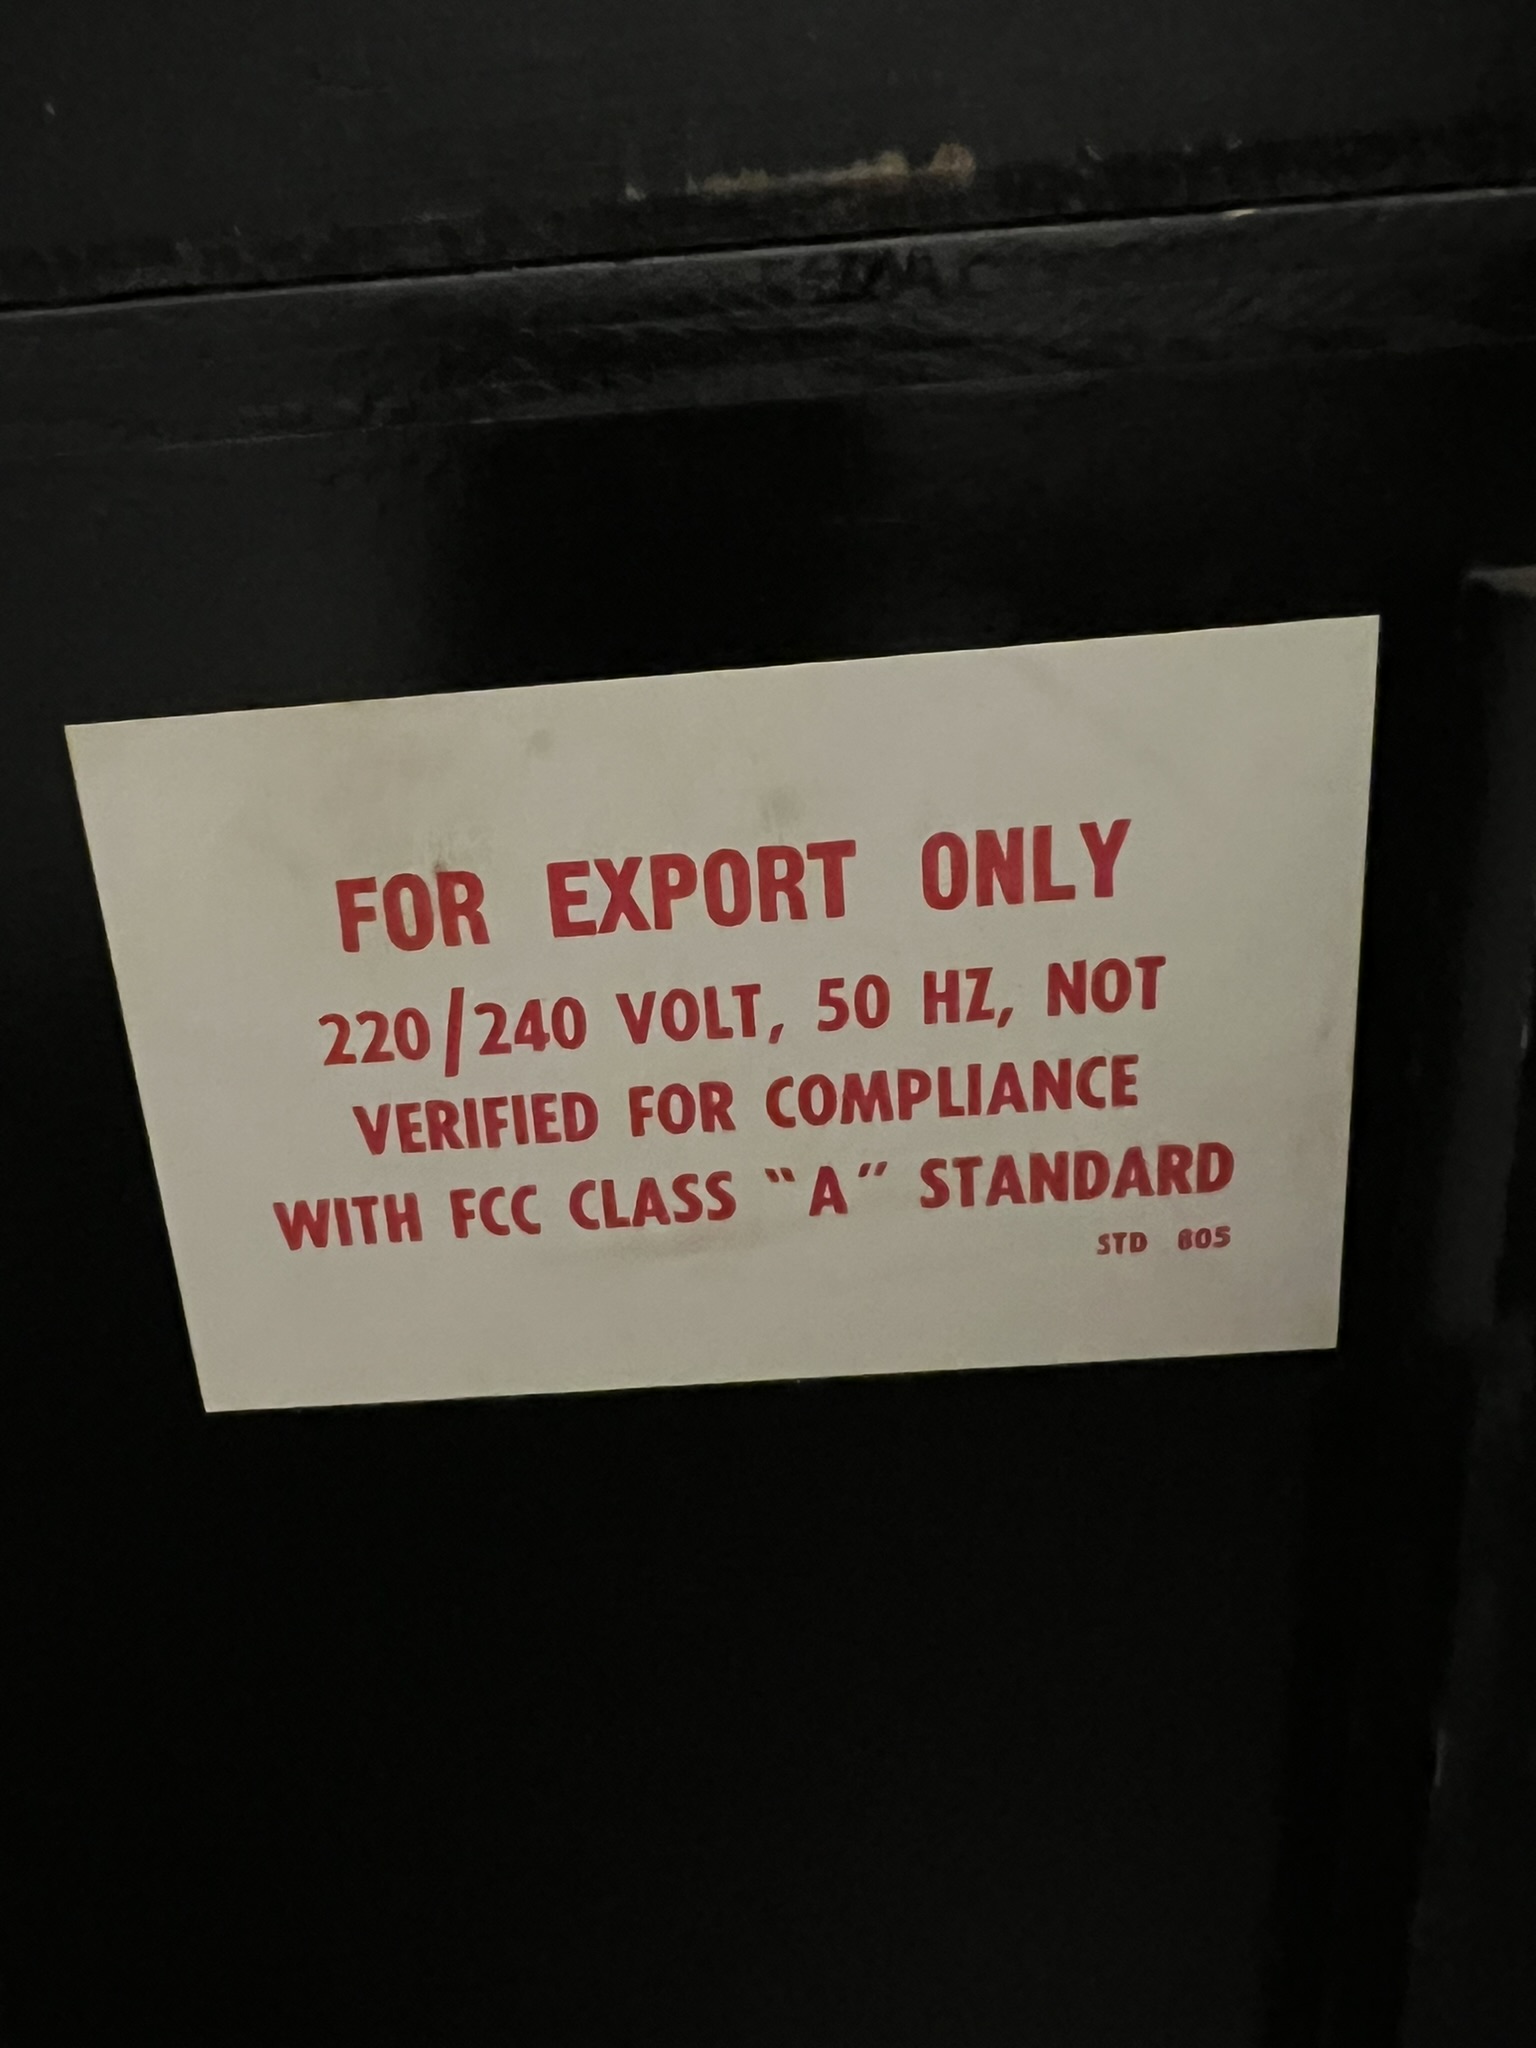 FOR EXPORT ONLY
220/240 VOLT, 50 HZ, NOT
VERIFIED FOR COMPLIANCE
WITH FCC CLASS "A" STANDARD
STD 805